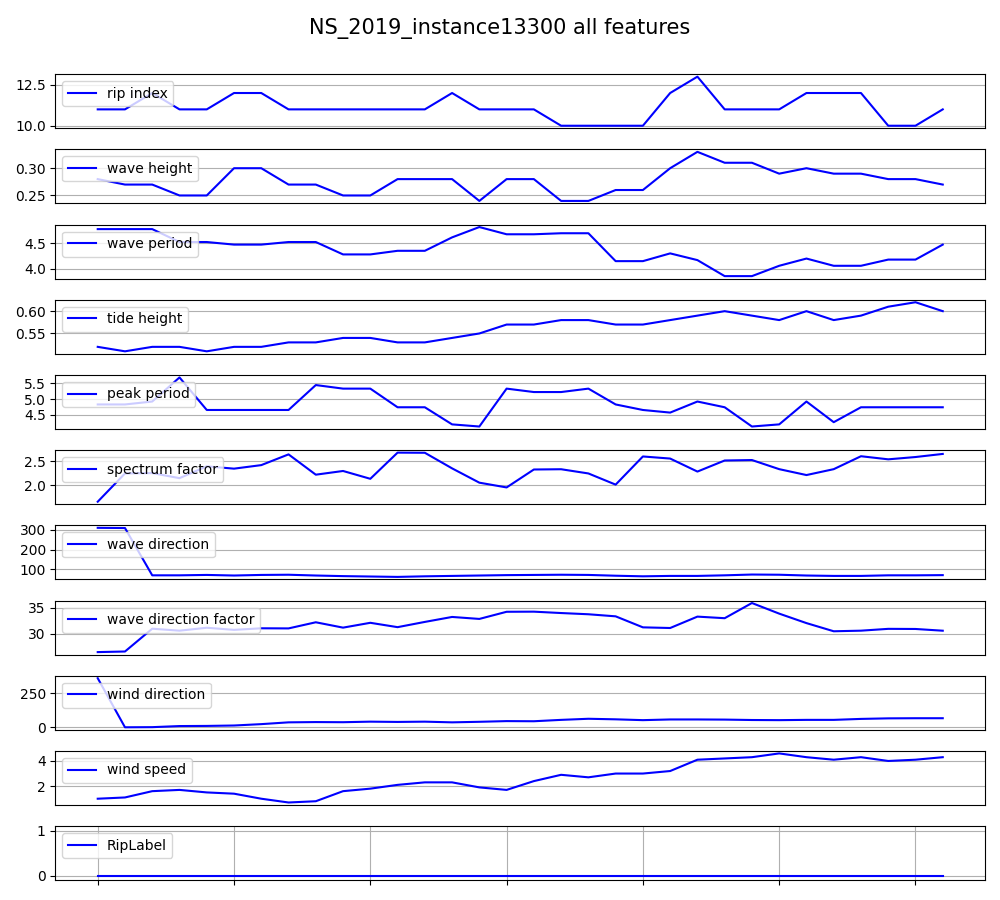 NS_2019_instance13300 all features
12.5
10.0
rip index
0.30
0.25
wave height
4.5
4.0
wave period
0.60
0.55
tide height
5.5
5.0
4.5
peak period
2.5
2.0
spectrum factor
300
200
100
wave direction
35
30
wave direction factor
250
0
wind direction
4
2
wind speed
1
0
RipLabel